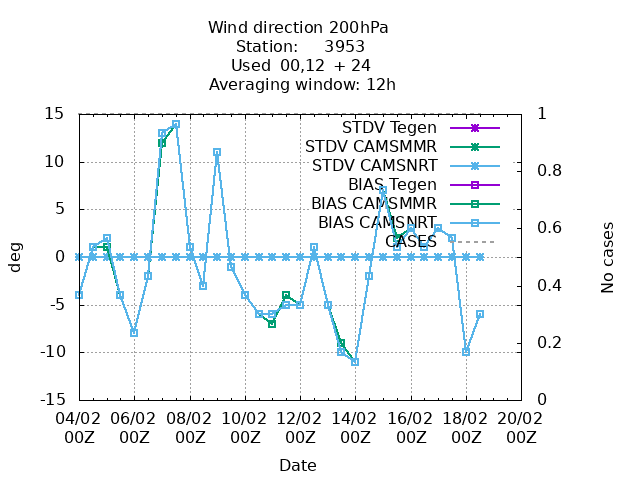 Wind direction 200hPa
Station: 3953
Used 00,12 + 24
Averaging window: 12h
15 1
STDV Tegen
STDV CAMSMMR
10
STDV CAMSNRT
0.8
BIAS Tegen
5
BIAS CAMSMMR
BIAS CAMSNRT
0.6
CASES
0
deg
No cases
0.4
-5
-10 0.2
-15 0
04/02 06/02 08/02 10/02 12/02 14/02 16/02 18/02 20/02
00Z 00Z 00Z 00Z 00Z 00Z 00Z 00Z 00Z
Date